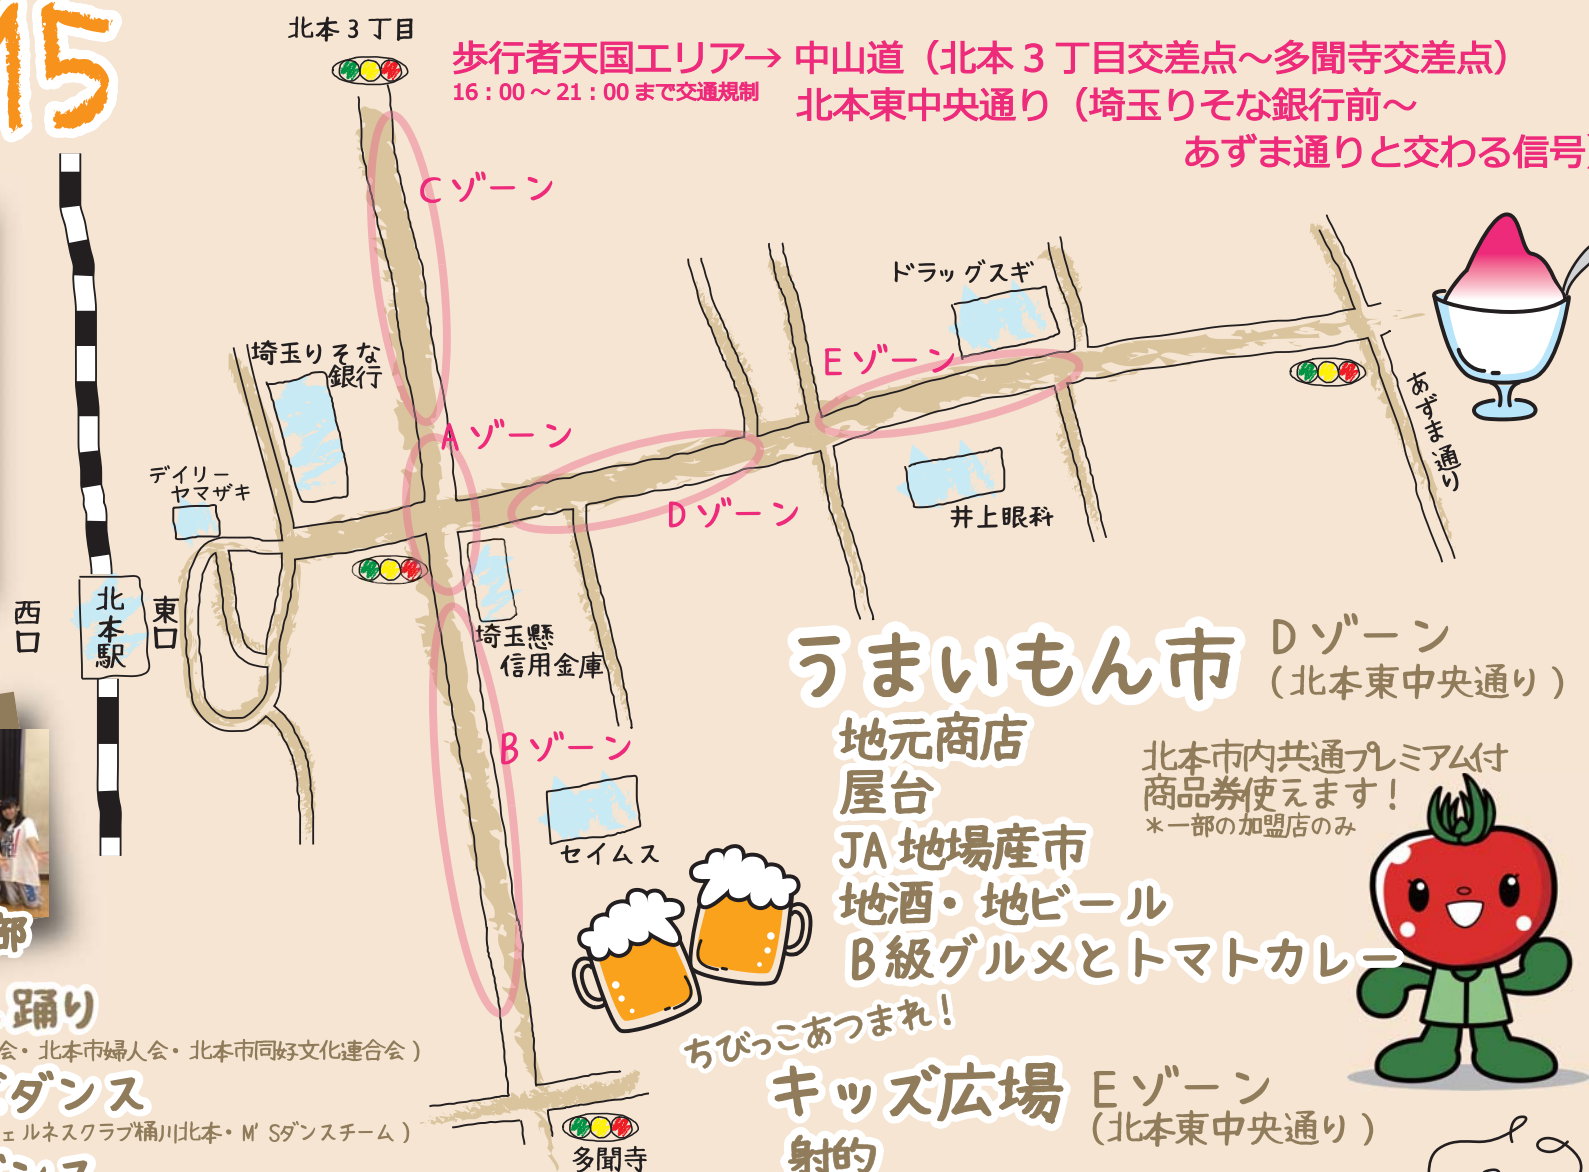 15
北本3丁目
歩行者天国エリア→ 中山道（北本3丁目交差点～多聞寺交差点）
16：00～21：00まで交通規制
北本東中央通り（埼玉りそな銀行前～
あずま通りと交わる信号）
Cゾーン
ドラッグスギ
埼玉りそな
銀行
Eゾーン
あずま通り
Aゾーン
デイリー
ヤマザキ
Dゾーン
井上眼科
西口
北本駅
東口
埼玉懸
信用金庫
うまいもん市
Dゾーン
(北本東中央通り)
Bゾーン
地元商店
屋台
JA地場産市
地酒・地ビール
B級グルメとトマトカレー
北本市内共通プレミアム付
商品券使えます！
＊一部の加盟店のみ
セイムス
部
踊り
会・北本市婦人会・北本市同好文化連合会）
ダンス
ェルネスクラブ桶川北本・M'Sダンスチーム）
ちびっこあつまれ！
キッズ広場
Eゾーン
(北本東中央通り)
射的
多聞寺